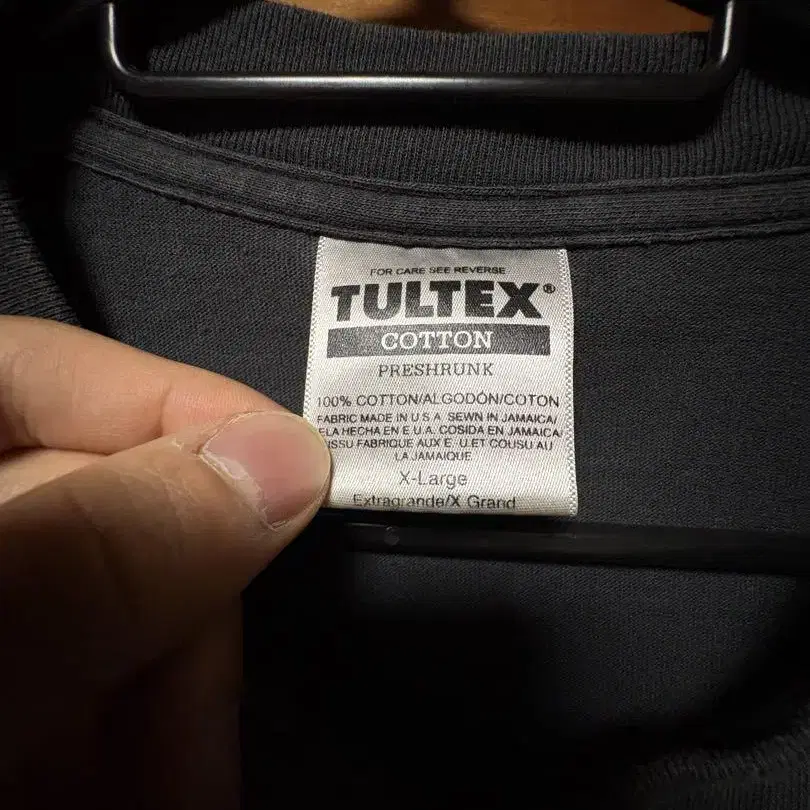 FOR CARE SEE REVERSE
TULTEX®
COTTON
PRESHRUNK
100% COTTON/ALGODÓN/COTON
FABRIC MADE IN U.S.A. SEWN IN JAMAICA/
ELA HECHA EN E.U.A. COSIDA EN JAMAICA/
ISSU FABRIQUE AUX E. U.ET COUSU AU
LA JAMAIQUE
X-Large
Extragrande/X Grand